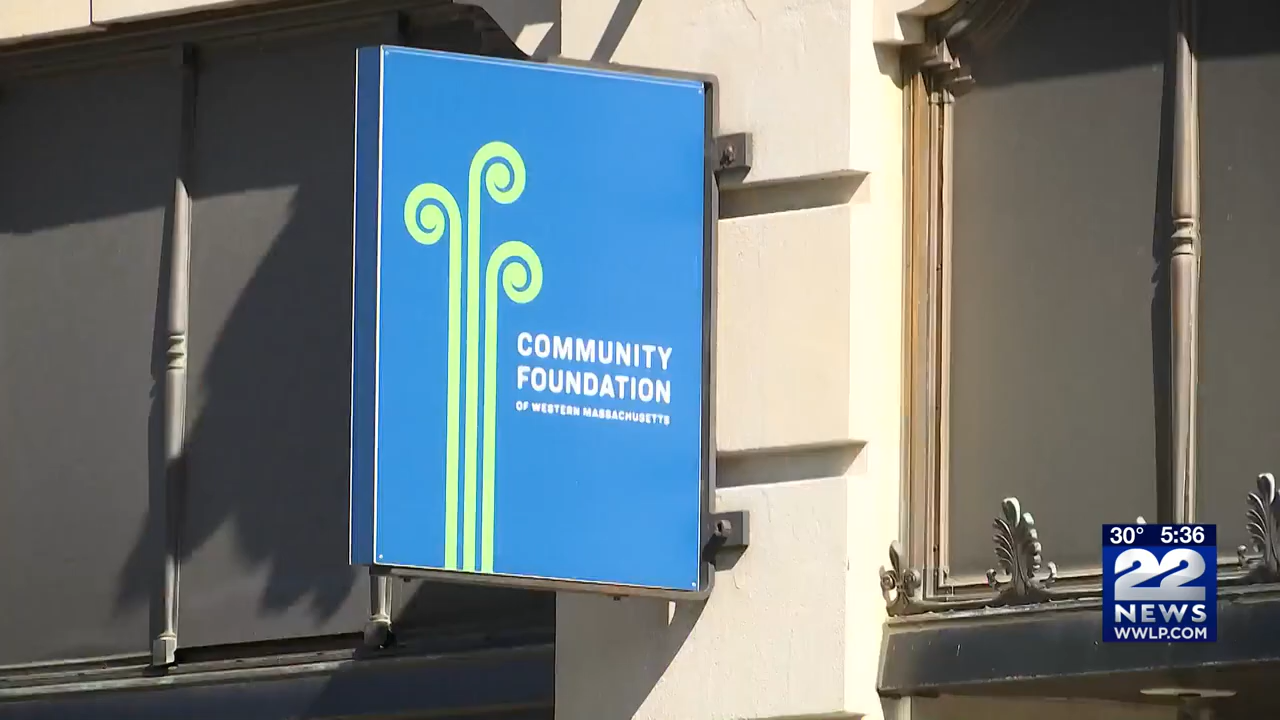 COMMUNITY
FOUNDATION
OF WESTERN MASSACHUSETTS
30° 5:36
22
NEWS
WWLP.COM